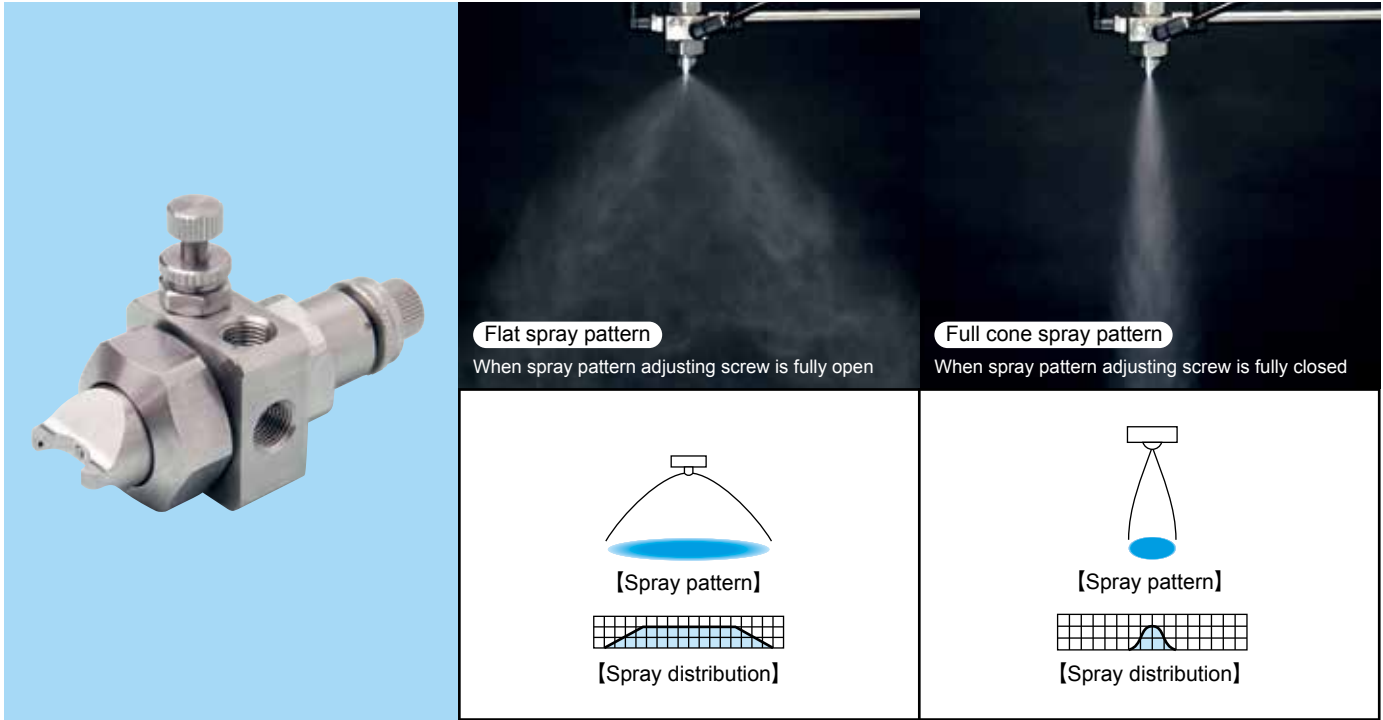 Flat spray pattern
When spray pattern adjusting screw is fully open
Full cone spray pattern
When spray pattern adjusting screw is fully closed
【Spray pattern】
【Spray distribution】
【Spray pattern】
【Spray distribution】